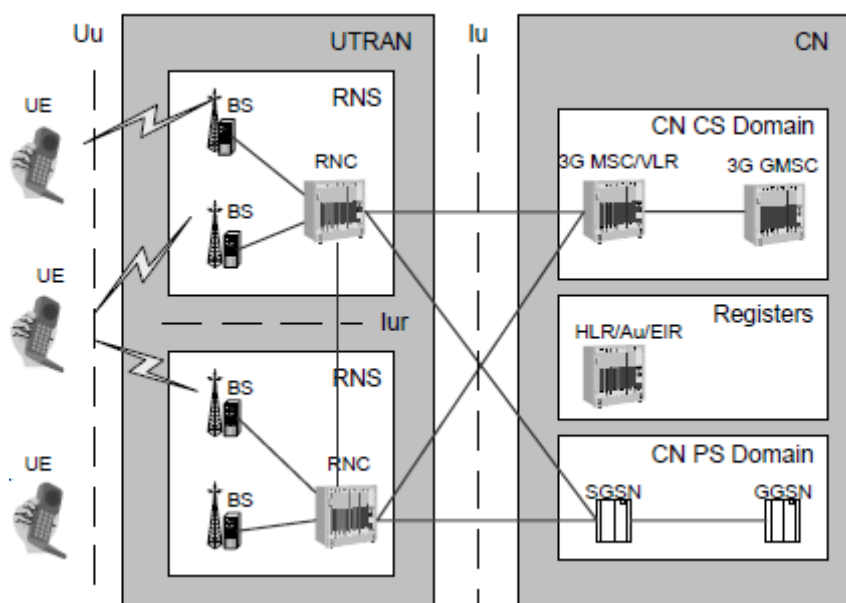 Uu
UTRAN
Iu
CN
UE
BS
RNS
RNC
BS
CN CS Domain
3G MSC/VLR
3G GMSC
UE
Iur
Registers
HLR/Au/EIR
RNS
BS
RNC
BS
UE
CN PS Domain
SGSN
GGSN